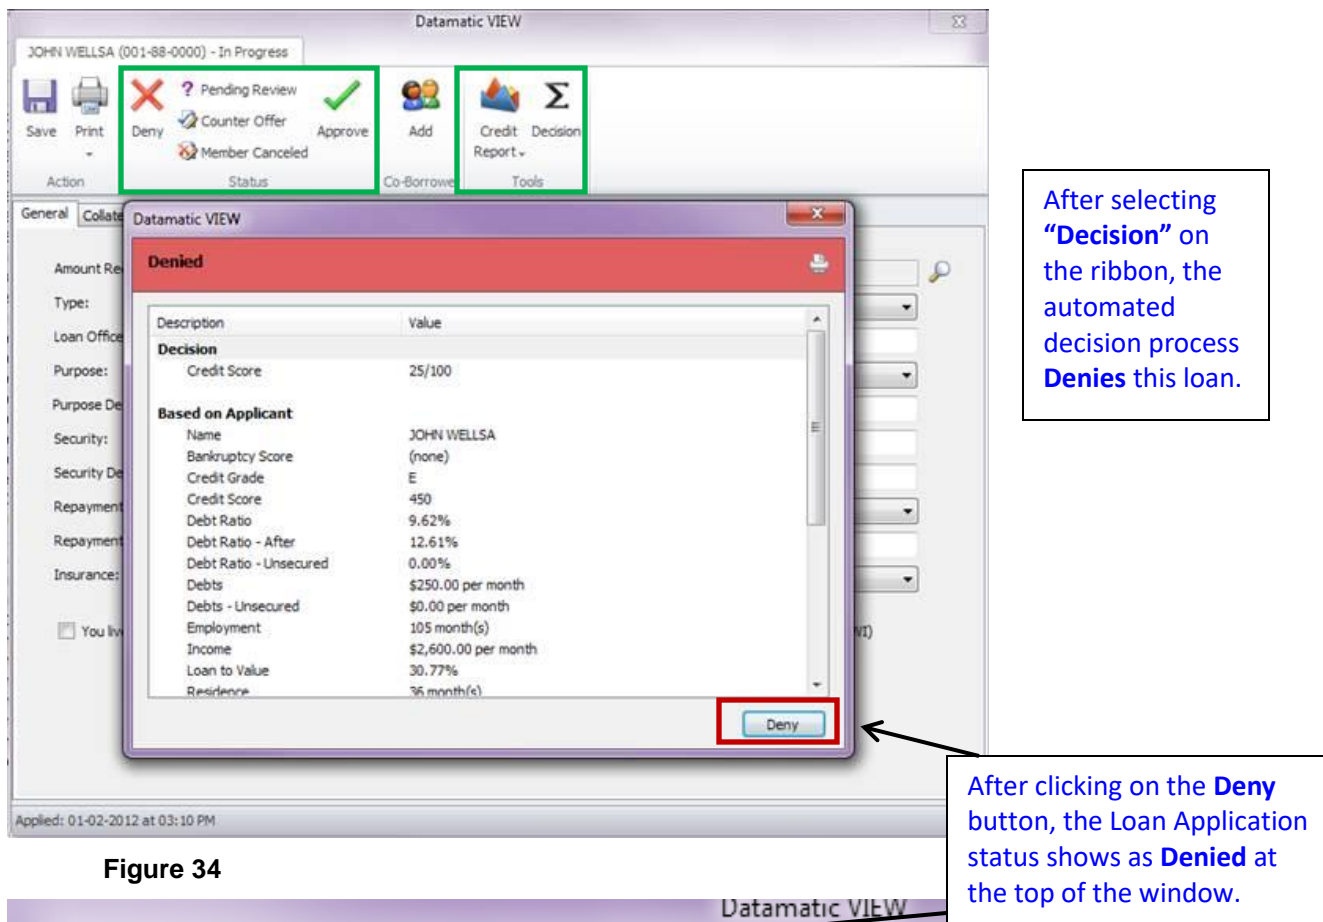 Datamatic VIEW
JOHN WELLSA (001-88-0000) - In Progress
Save Print Deny
? Pending Review
Counter Offer
Member Canceled
Approve Add Credit Report Decision
Action Status Co-Borrowe Tools
General Collate
Datamatic VIEW
Denied
Amount Re
Type:
Loan Office
Purpose:
Purpose De
Security:
Security De
Repayment
Repayment
Insurance:
You liv
Description Value
Decision
Credit Score 25/100
Based on Applicant
Name JOHN WELLSA
Bankruptcy Score (none)
Credit Grade E
Credit Score 450
Debt Ratio 9.62%
Debt Ratio - After 12.61%
Debt Ratio - Unsecured 0.00%
Debts $250.00 per month
Debts - Unsecured $0.00 per month
Employment 105 month(s)
Income $2,600.00 per month
Loan to Value 30.77%
Residence 36 month(s)
WI)
Deny
Applied: 01-02-2012 at 03:10 PM
After selecting
“Decision” on
the ribbon, the
automated
decision process
Denies this loan.
After clicking on the Deny
button, the Loan Application
status shows as Denied at
the top of the window.
Figure 34
Datamatic VIEW